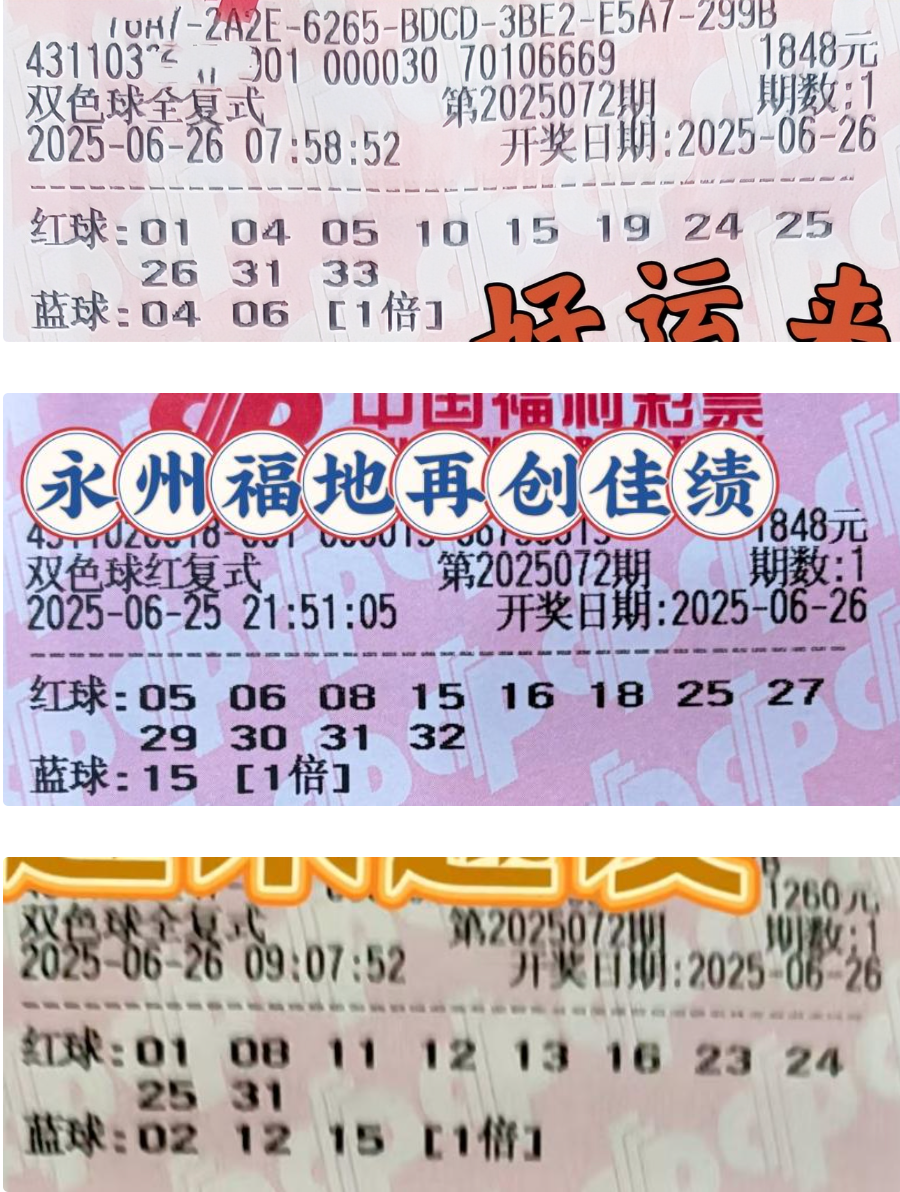 -2A2E-6265-BDCD-3BE2-E5A7-299B
001 000030 70106669 1848元
双色球全复式 第2025072期 期数:1
2025-06-26 07:58:52 开奖日期:2025-06-26
红球:01 04 05 10 15 19 24 25
26 31 33
蓝球:04 06 [1倍]
好运来
中国福利彩票
永州福地再创佳绩
1848元
双色球红复式 第2025072期 期数:1
2025-06-25 21:51:05 开奖日期:2025-06-26
红球:05 06 08 15 16 18 25 27
29 30 31 32
蓝球:15 [1倍]
1260元
双色球全复式 第2025072期 期数:1
2025-06-26 09:07:52 开奖日期:2025-06-26
红球:01 08 11 12 13 16 23 24
25 31
蓝球:02 12 15 [1倍]